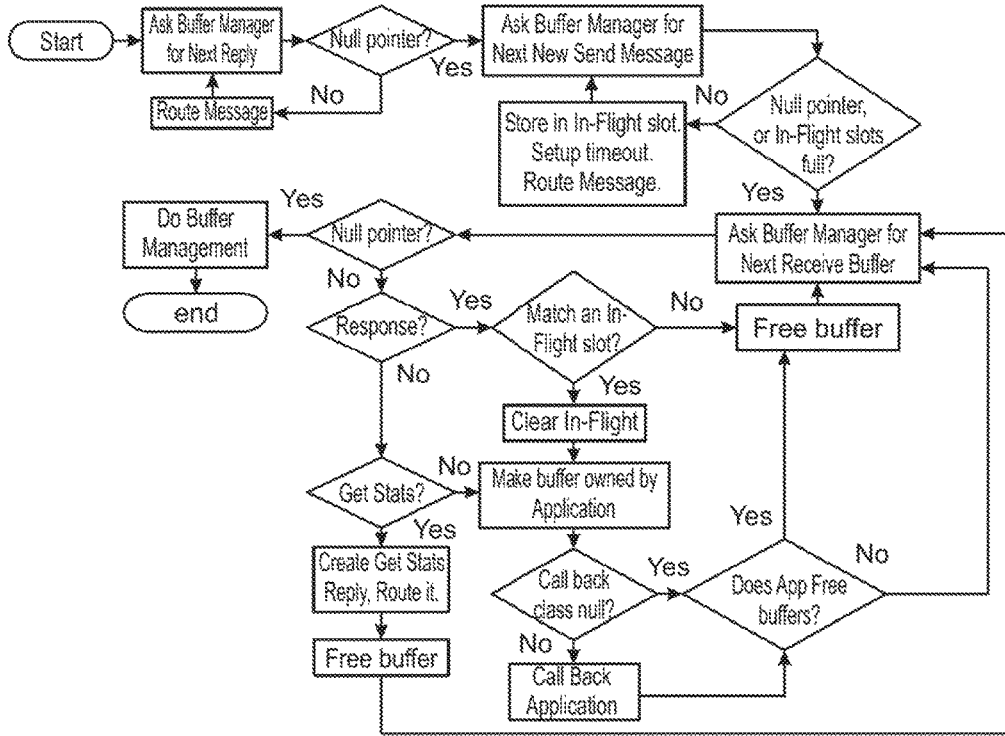 Start
Ask Buffer Manager
for Next Reply
Null pointer?
Yes
Ask Buffer Manager for
Next New Send Message
No
Route Message
No
Store in In-Flight slot.
Setup timeout.
Route Message.
Null pointer,
or In-Flight slots
full?
Yes
Do Buffer
Management
Yes
Null pointer?
Ask Buffer Manager for
Next Receive Buffer
end
No
Response?
Yes
Match an In-
Flight slot?
No
Free buffer
No
Yes
Clear In-Flight
Get Stats?
No
Make buffer owned by
Application
Yes
Yes
Create Get Stats
Reply, Route it.
Call back
class null?
Yes
Does App Free
buffers?
No
Free buffer
No
Call Back
Application